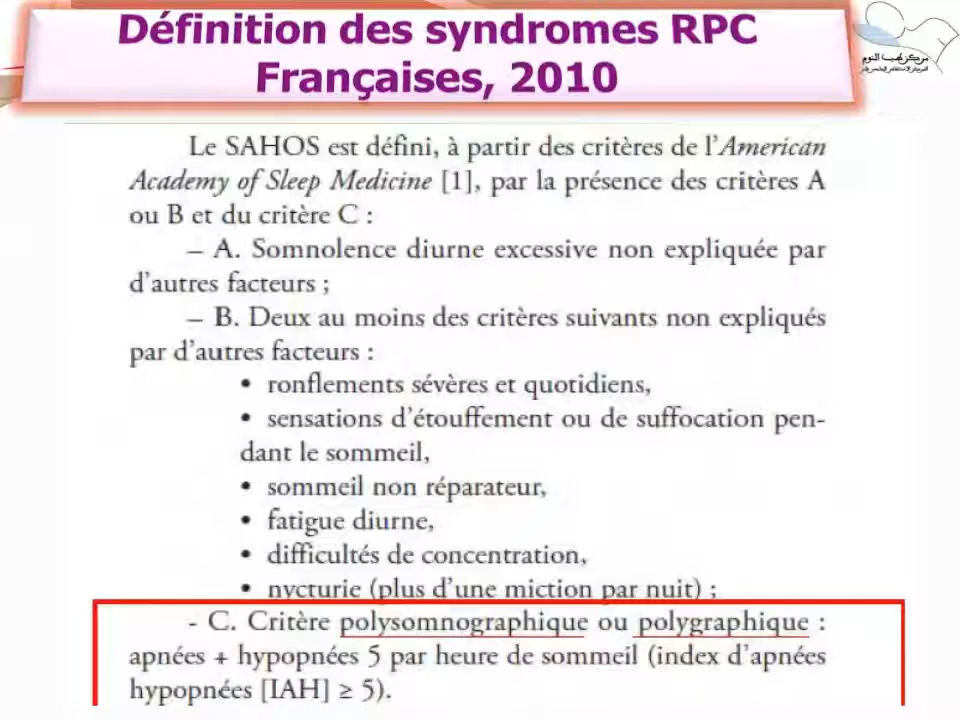 Définition des syndromes RPC
Françaises, 2010
مركز طب النوم
Le SAHOS est défini, à partir des critères de l'American
Academy of Sleep Medicine [1], par la présence des critères A
ou B et du critère C :
– A. Somnolence diurne excessive non expliquée par
d'autres facteurs ;
– B. Deux au moins des critères suivants non expliqués
par d'autres facteurs :
• ronflements sévères et quotidiens,
• sensations d'étouffement ou de suffocation pen-
dant le sommeil,
• sommeil non réparateur,
• fatigue diurne,
• difficultés de concentration,
• nycturie (plus d'une miction par nuit) ;
- C. Critère polysomnographique ou polygraphique :
apnées + hypopnées 5 par heure de sommeil (index d'apnées
hypopnées [IAH] ≥ 5).